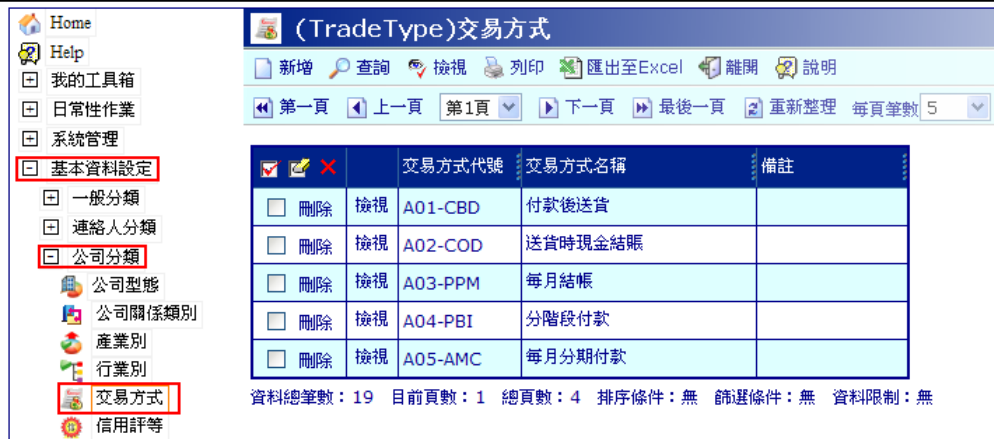 Home
Help
我的工具箱
日常性作業
系統管理
基本資料設定
一般分類
連絡人分類
公司分類
公司型態
公司關係類別
產業別
行業別
交易方式
信用評等
(TradeType)交易方式
新增 查詢 檢視 列印 匯出至Excel 離開 說明
第一頁 上一頁 第1頁 下一頁 最後一頁 重新整理 每頁筆數 5
交易方式代號 交易方式名稱 備註
刪除 檢視 A01-CBD 付款後送貨
刪除 檢視 A02-COD 送貨時現金結賬
刪除 檢視 A03-PPM 每月結帳
刪除 檢視 A04-PBI 分階段付款
刪除 檢視 A05-AMC 每月分期付款
資料總筆數：19 目前頁數：1 總頁數：4 排序條件：無 篩選條件：無 資料限制：無